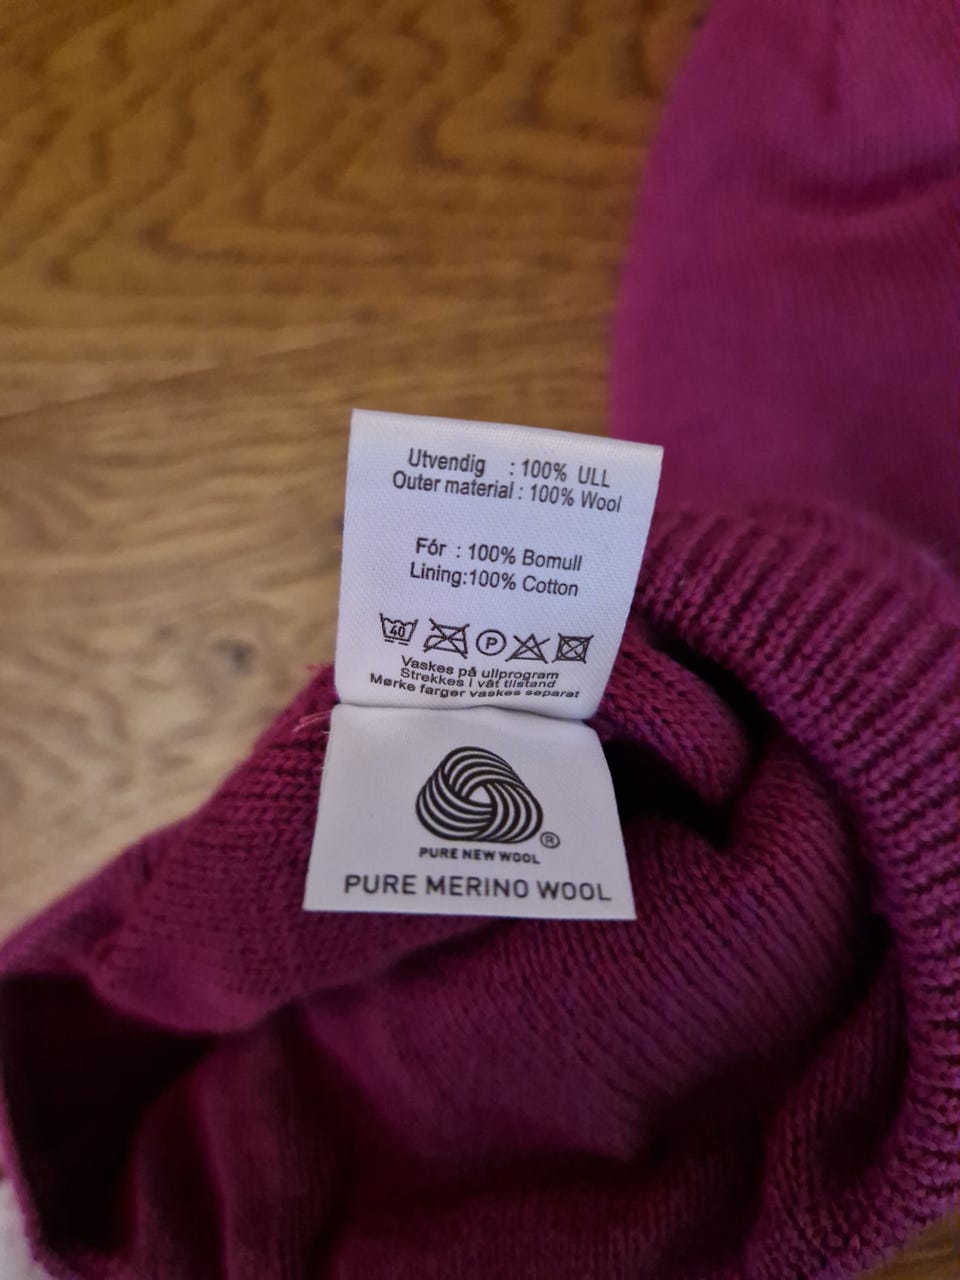 Utvendig : 100% ULL
Outer material : 100% Wool
Fór : 100% Bomull
Lining:100% Cotton
40 P
Vaskes på ullprogram
Strekkes i våt tilstand
Mørke farger vaskes separat
®
PURE NEW WOOL
PURE MERINO WOOL